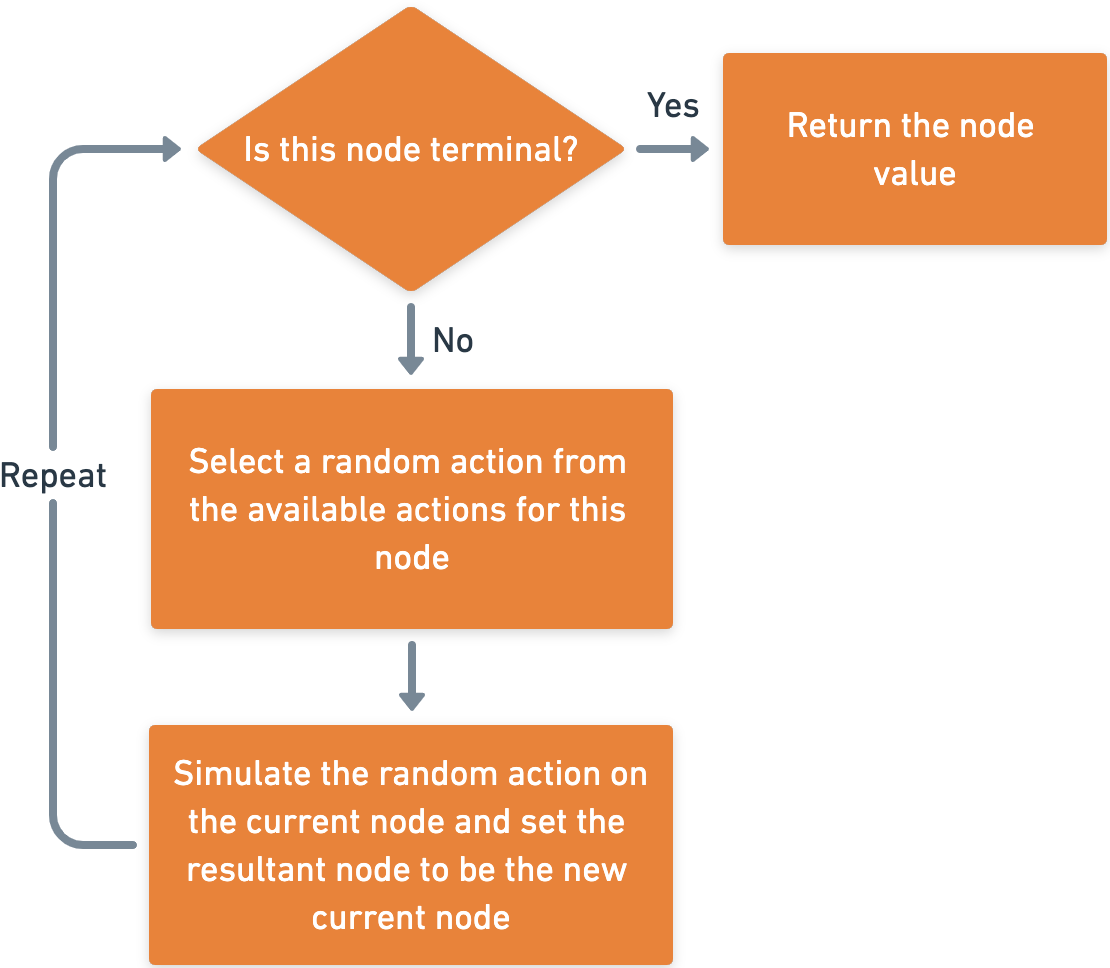 Is this node terminal?
Yes
Return the node
value
No
Select a random action from
the available actions for this
node
Repeat
Simulate the random action on
the current node and set the
resultant node to be the new
current node